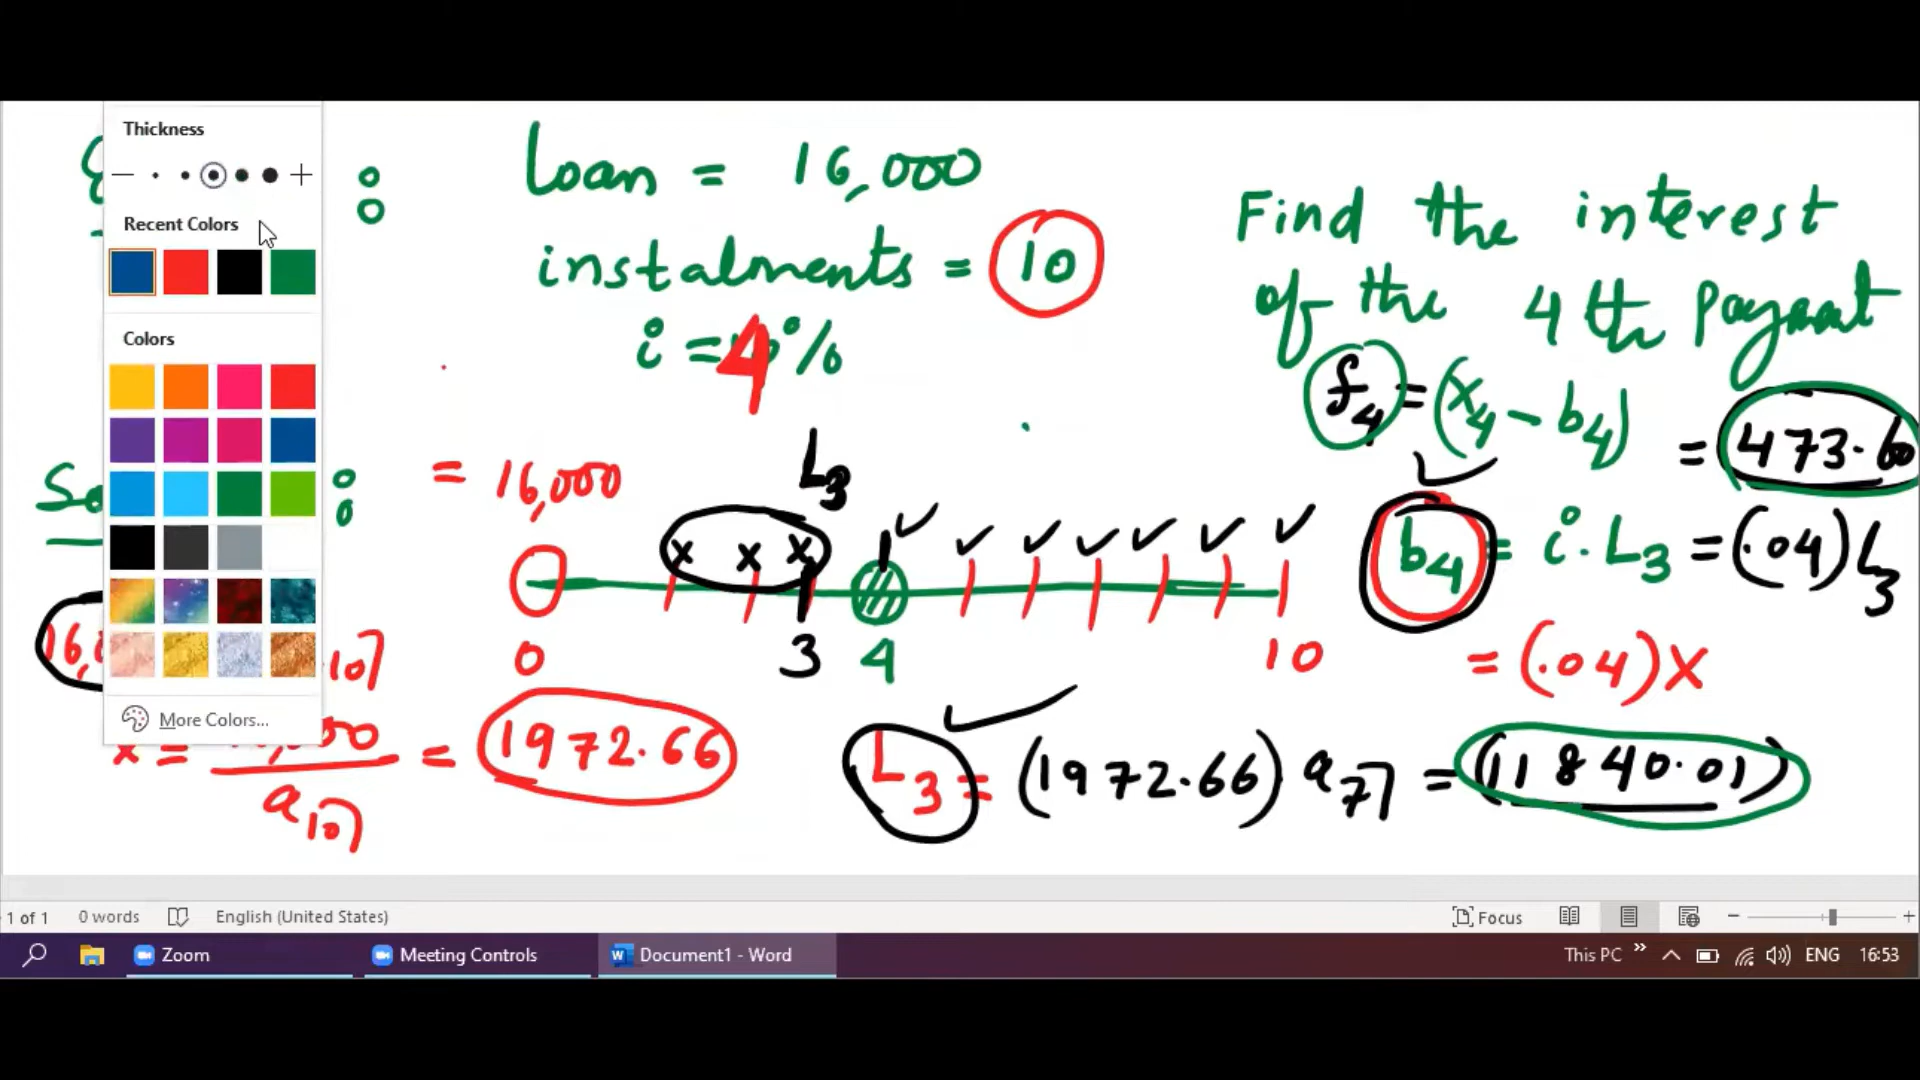 Thickness
Recent Colors
Colors
More Colors...
Loan = 16,000
instalments = 10
i = 4%
Find the interest
of the 4th payment
f4 = (x4 - b4)
= 473.60
= 16,000
L3
x x x
0 3 4 10
b4 = i.L3 = (.04)L3
= (.04)X
x = = 1972.66
a10
L3 = (1972.66) a7 = (11840.01)
1 of 1 0 words English (United States) Focus
Zoom Meeting Controls Document1 - Word This PC ENG 16:53